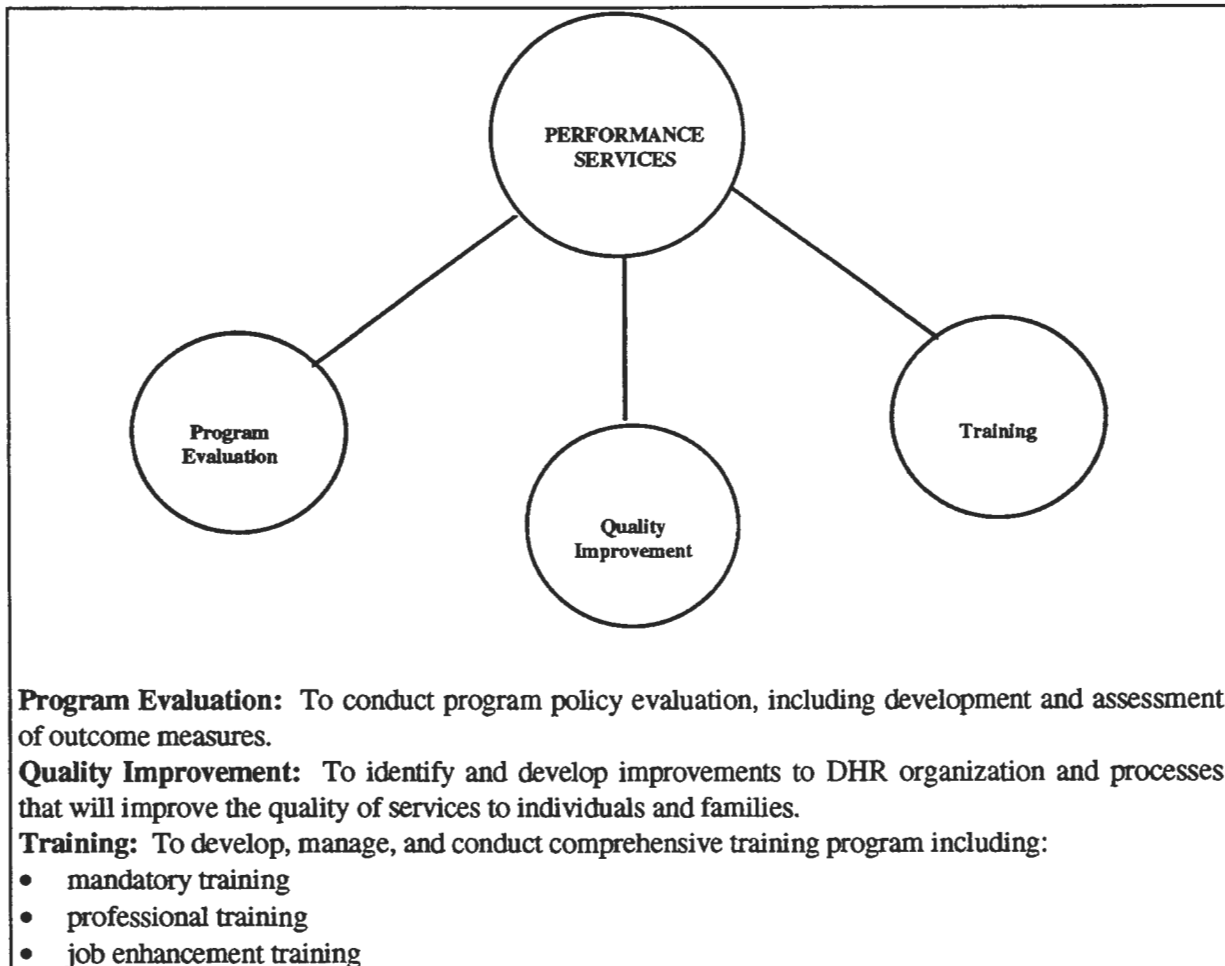 PERFORMANCE
SERVICES
Program
Evaluation
Quality
Improvement
Training
Program Evaluation: To conduct program policy evaluation, including development and assessment
of outcome measures.
Quality Improvement: To identify and develop improvements to DHR organization and processes
that will improve the quality of services to individuals and families.
Training: To develop, manage, and conduct comprehensive training program including:
• mandatory training
• professional training
• job enhancement training